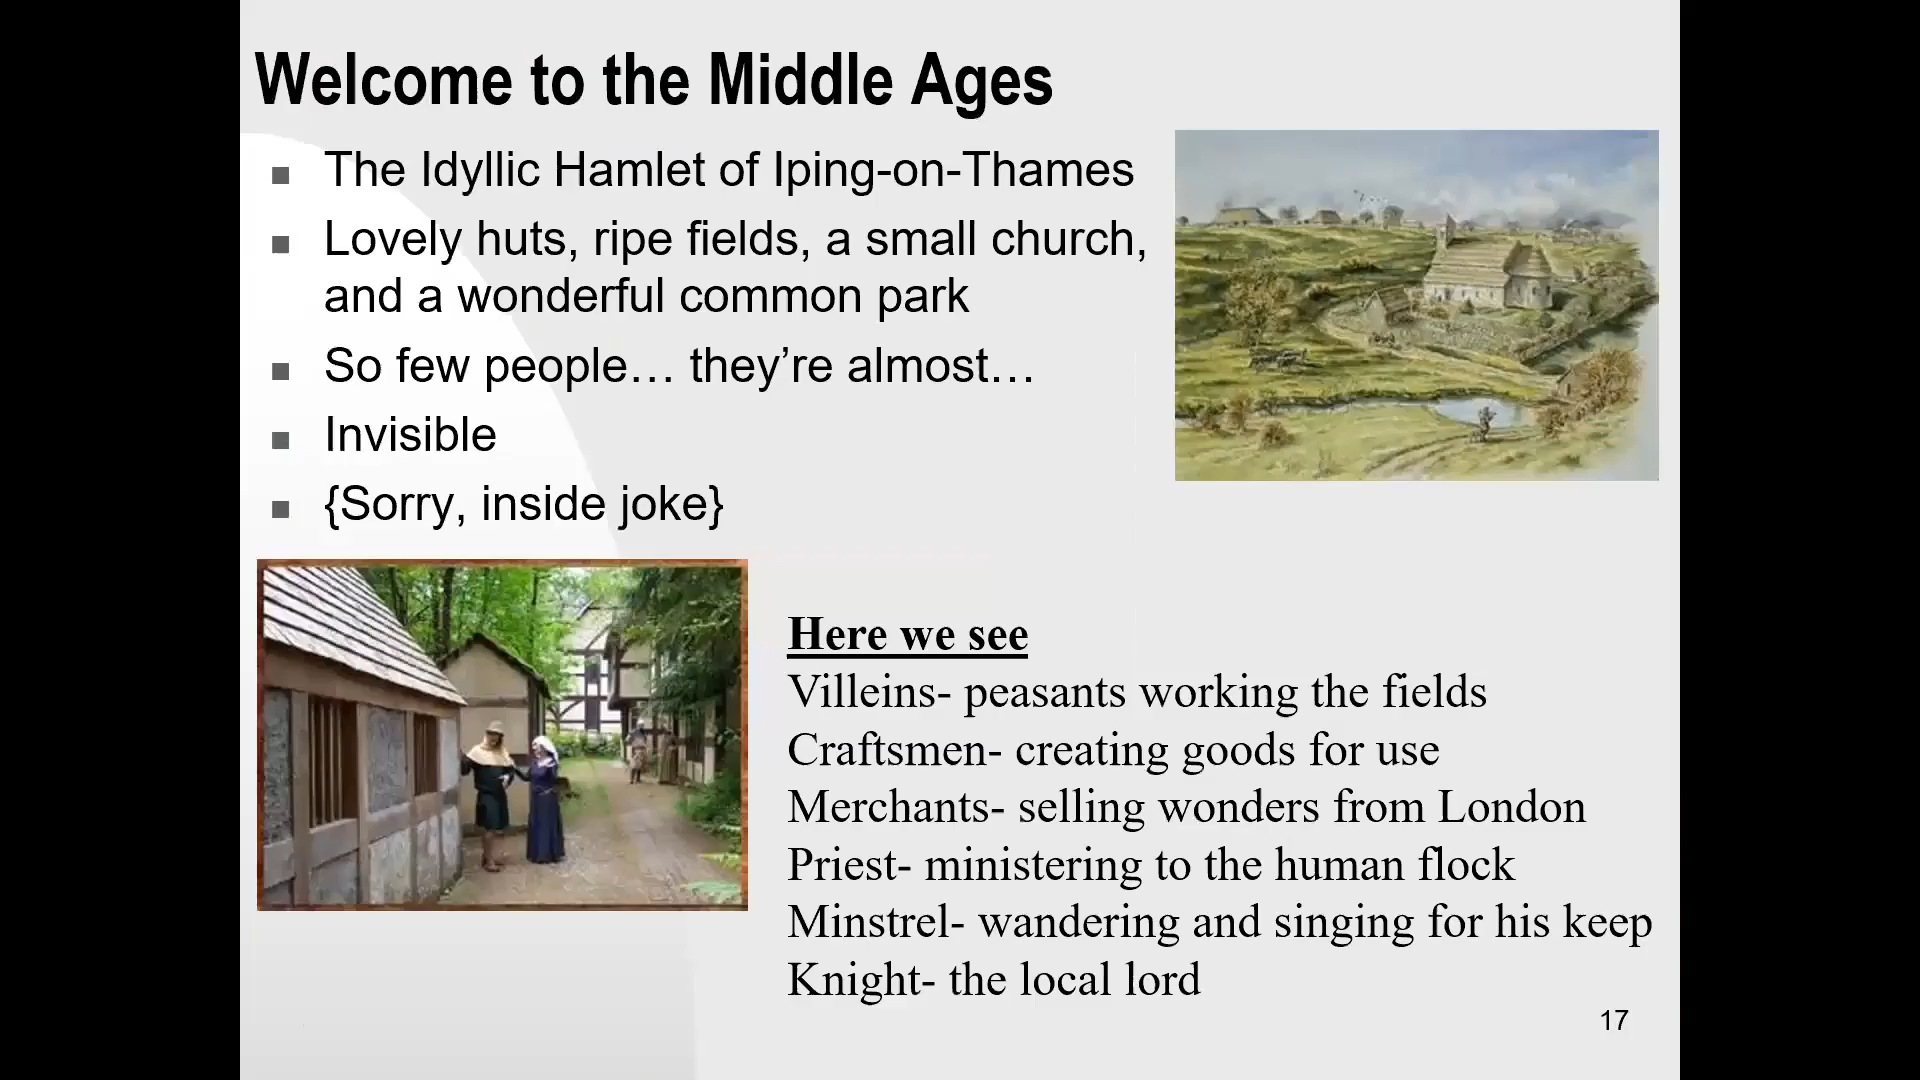 Welcome to the Middle Ages
The Idyllic Hamlet of Iping-on-Thames
Lovely huts, ripe fields, a small church,
and a wonderful common park
So few people… they’re almost…
Invisible
{Sorry, inside joke}
Here we see
Villeins- peasants working the fields
Craftsmen- creating goods for use
Merchants- selling wonders from London
Priest- ministering to the human flock
Minstrel- wandering and singing for his keep
Knight- the local lord
17